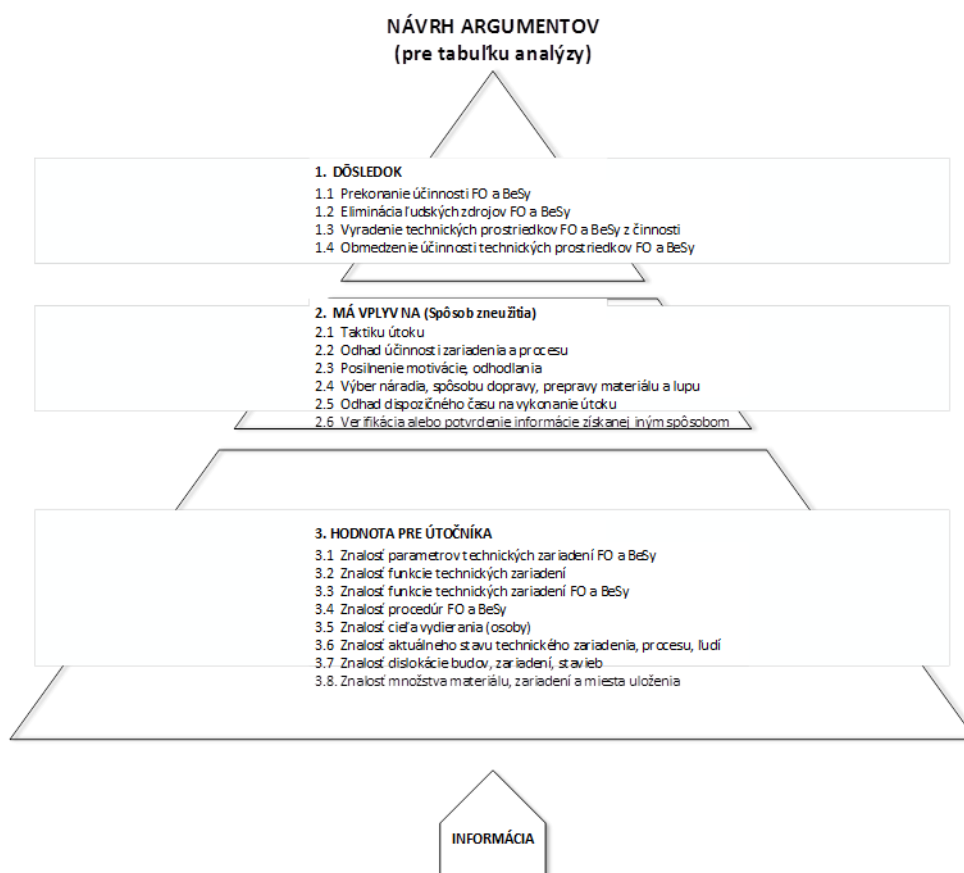 NÁVRH ARGUMENTOV
(pre tabuľku analýzy)
1. DÔSLEDOK
1.1 Prekonanie účinnosti FO a BeSy
1.2 Eliminácia ľudských zdrojov FO a BeSy
1.3 Vyradenie technických prostriedkov FO a BeSy z činnosti
1.4 Obmedzenie účinnosti technických prostriedkov FO a BeSy
2. MÁ VPLYV NA (Spôsob zneužitia)
2.1 Taktiku útoku
2.2 Odhad účinnosti zariadenia a procesu
2.3 Posilnenie motivácie, odhodlania
2.4 Výber náradia, spôsobu dopravy, prepravy materiálu a lupu
2.5 Odhad dispozičného času na vykonanie útoku
2.6 Verifikácia alebo potvrdenie informácie získanej iným spôsobom
3. HODNOTA PRE ÚTOČNÍKA
3.1 Znalosť parametrov technických zariadení FO a BeSy
3.2 Znalosť funkcie technických zariadení
3.3 Znalosť funkcie technických zariadení FO a BeSy
3.4 Znalosť procedúr FO a BeSy
3.5 Znalosť cieľa vydierania (osoby)
3.6 Znalosť aktuálneho stavu technického zariadenia, procesu, ľudí
3.7 Znalosť dislokácie budov, zariadení, stavieb
3.8. Znalosť množstva materiálu, zariadení a miesta uloženia
INFORMÁCIA